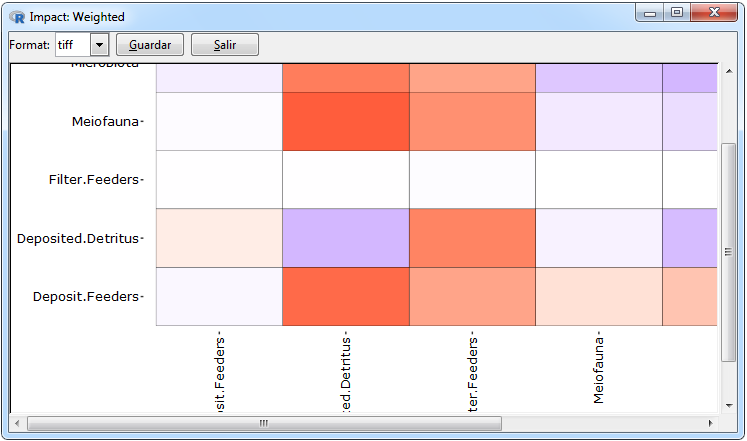 Impact: Weighted
Format: tiff Guardar Salir
Microbiota
Meiofauna-
Filter.Feeders-
Deposited.Detritus-
Deposit.Feeders-
sit.Feeders-
ed.Detritus-
ter.Feeders-
Meiofauna-